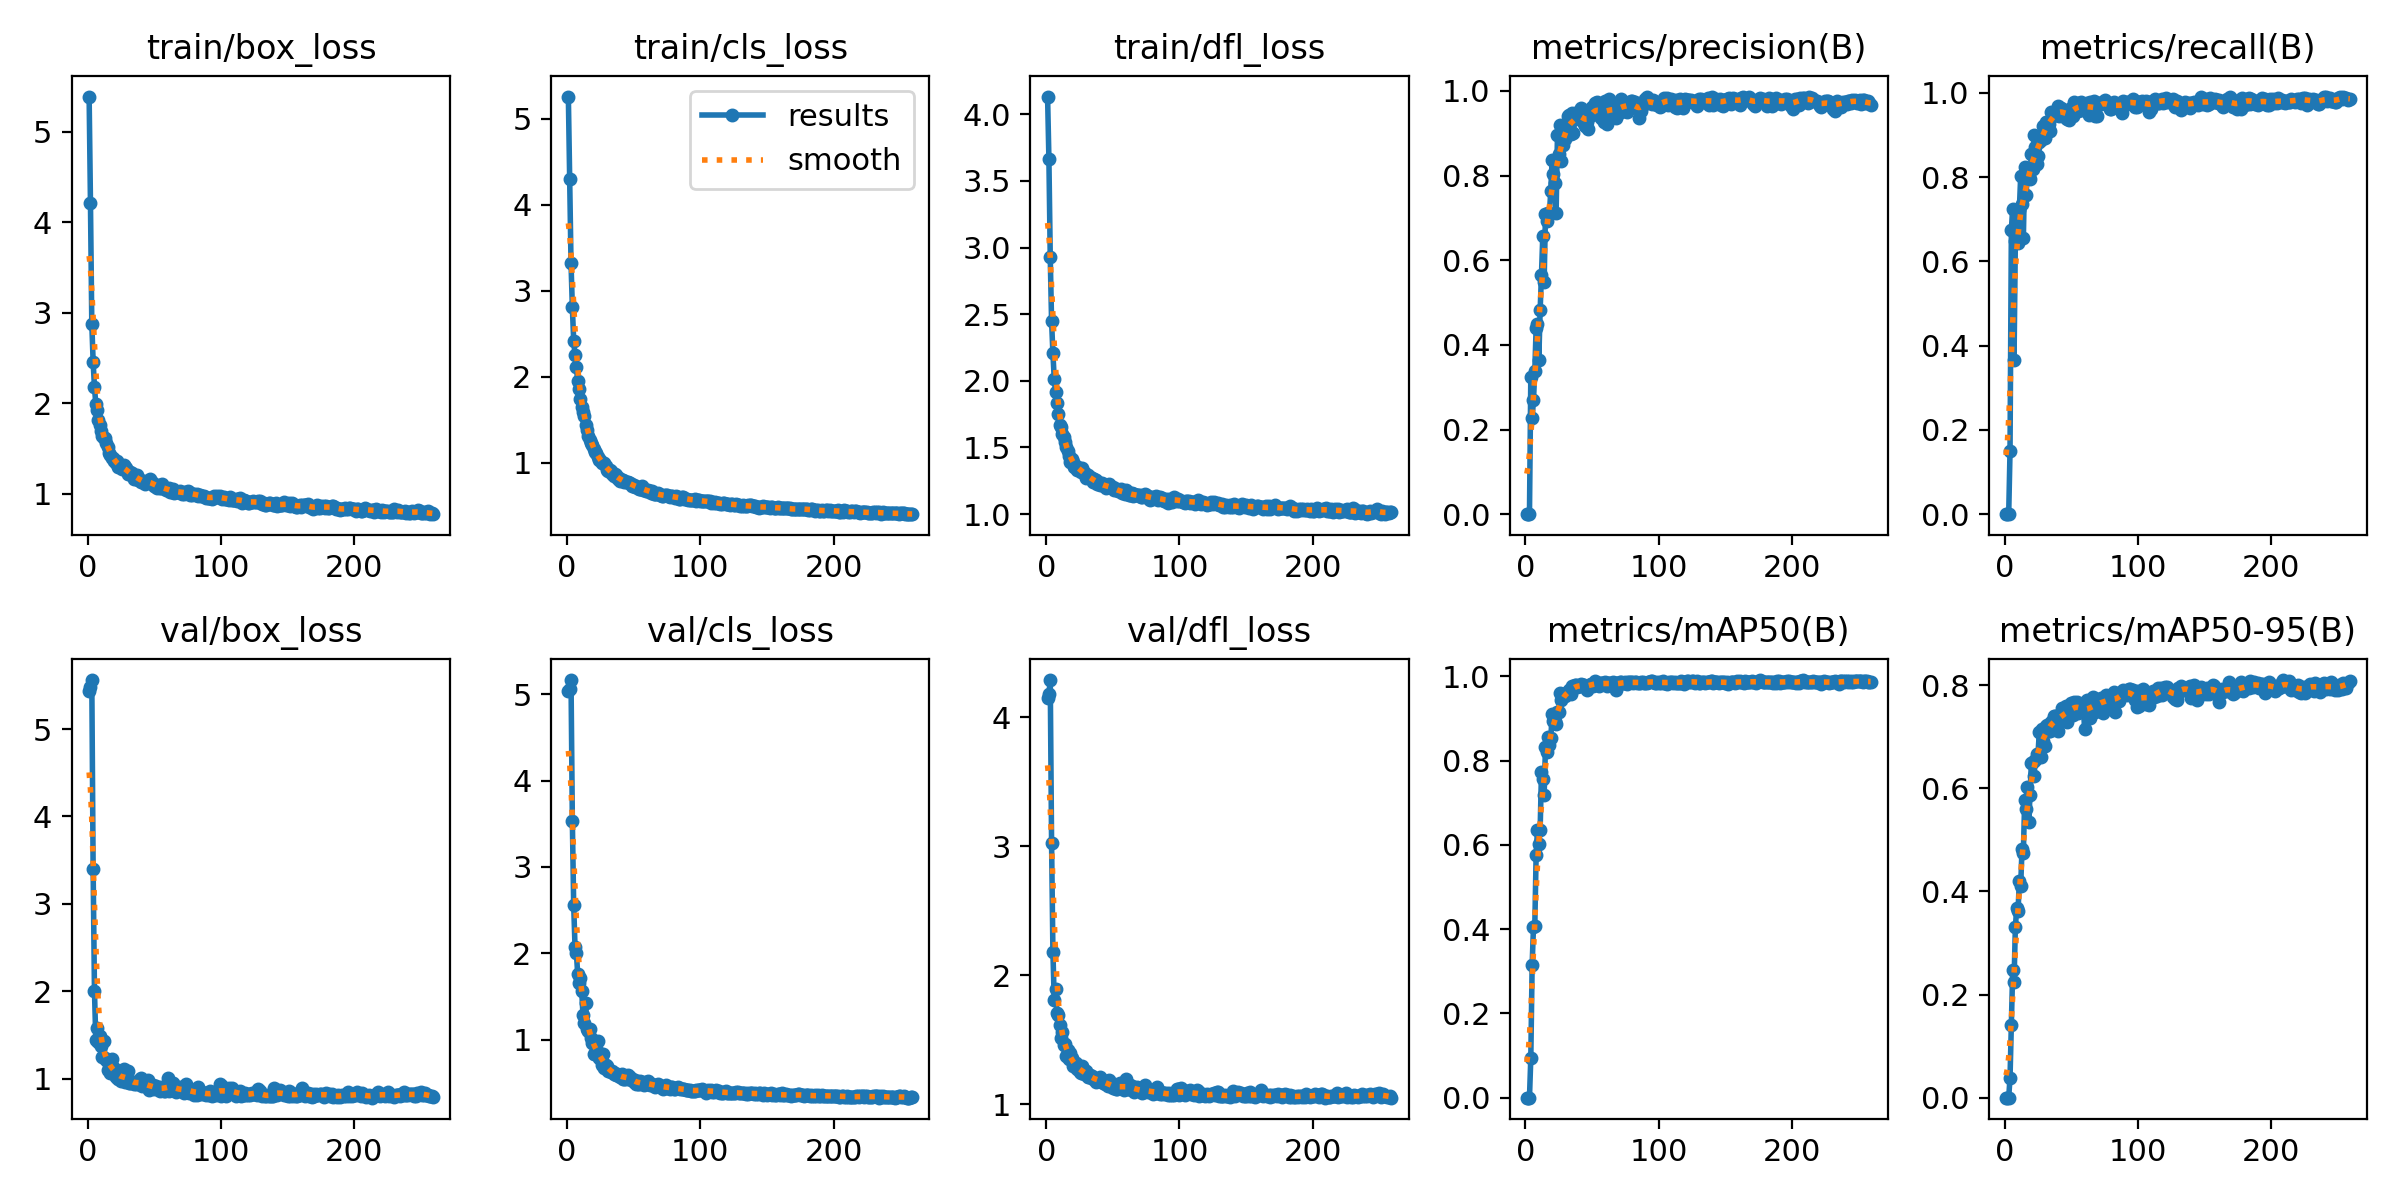 train/box_loss
train/cls_loss
train/dfl_loss
metrics/precision(B)
metrics/recall(B)
5
4
3
2
1
0 100 200
results
smooth
5
4
3
2
1
0 100 200
4.0
3.5
3.0
2.5
2.0
1.5
1.0
0 100 200
1.0
0.8
0.6
0.4
0.2
0.0
0 100 200
1.0
0.8
0.6
0.4
0.2
0.0
0 100 200
val/box_loss
val/cls_loss
val/dfl_loss
metrics/mAP50(B)
metrics/mAP50-95(B)
5
4
3
2
1
0 100 200
5
4
3
2
1
0 100 200
4
3
2
1
0 100 200
1.0
0.8
0.6
0.4
0.2
0.0
0 100 200
0.8
0.6
0.4
0.2
0.0
0 100 200